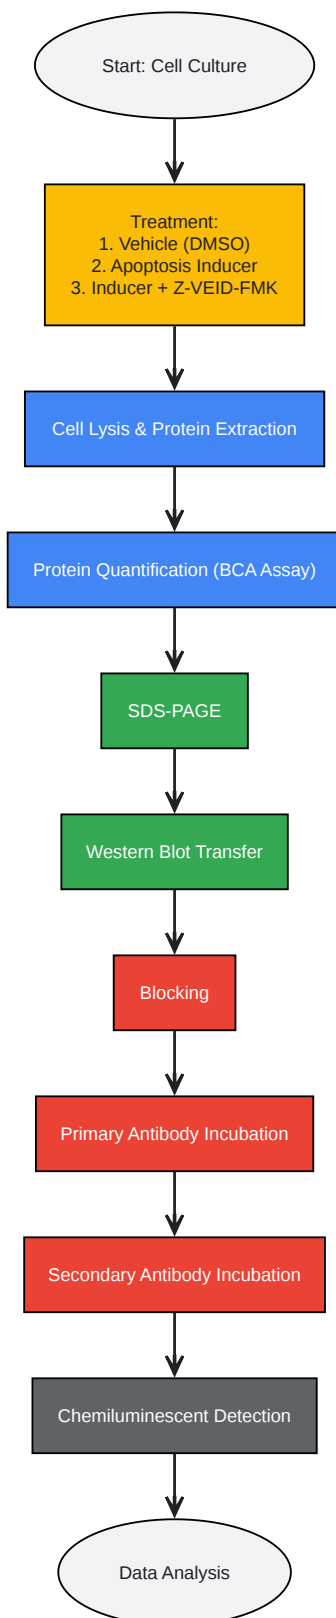 Start: Cell Culture
Treatment:
1. Vehicle (DMSO)
2. Apoptosis Inducer
3. Inducer + Z-VEID-FMK
Cell Lysis & Protein Extraction
Protein Quantification (BCA Assay)
SDS-PAGE
Western Blot Transfer
Blocking
Primary Antibody Incubation
Secondary Antibody Incubation
Chemiluminescent Detection
Data Analysis